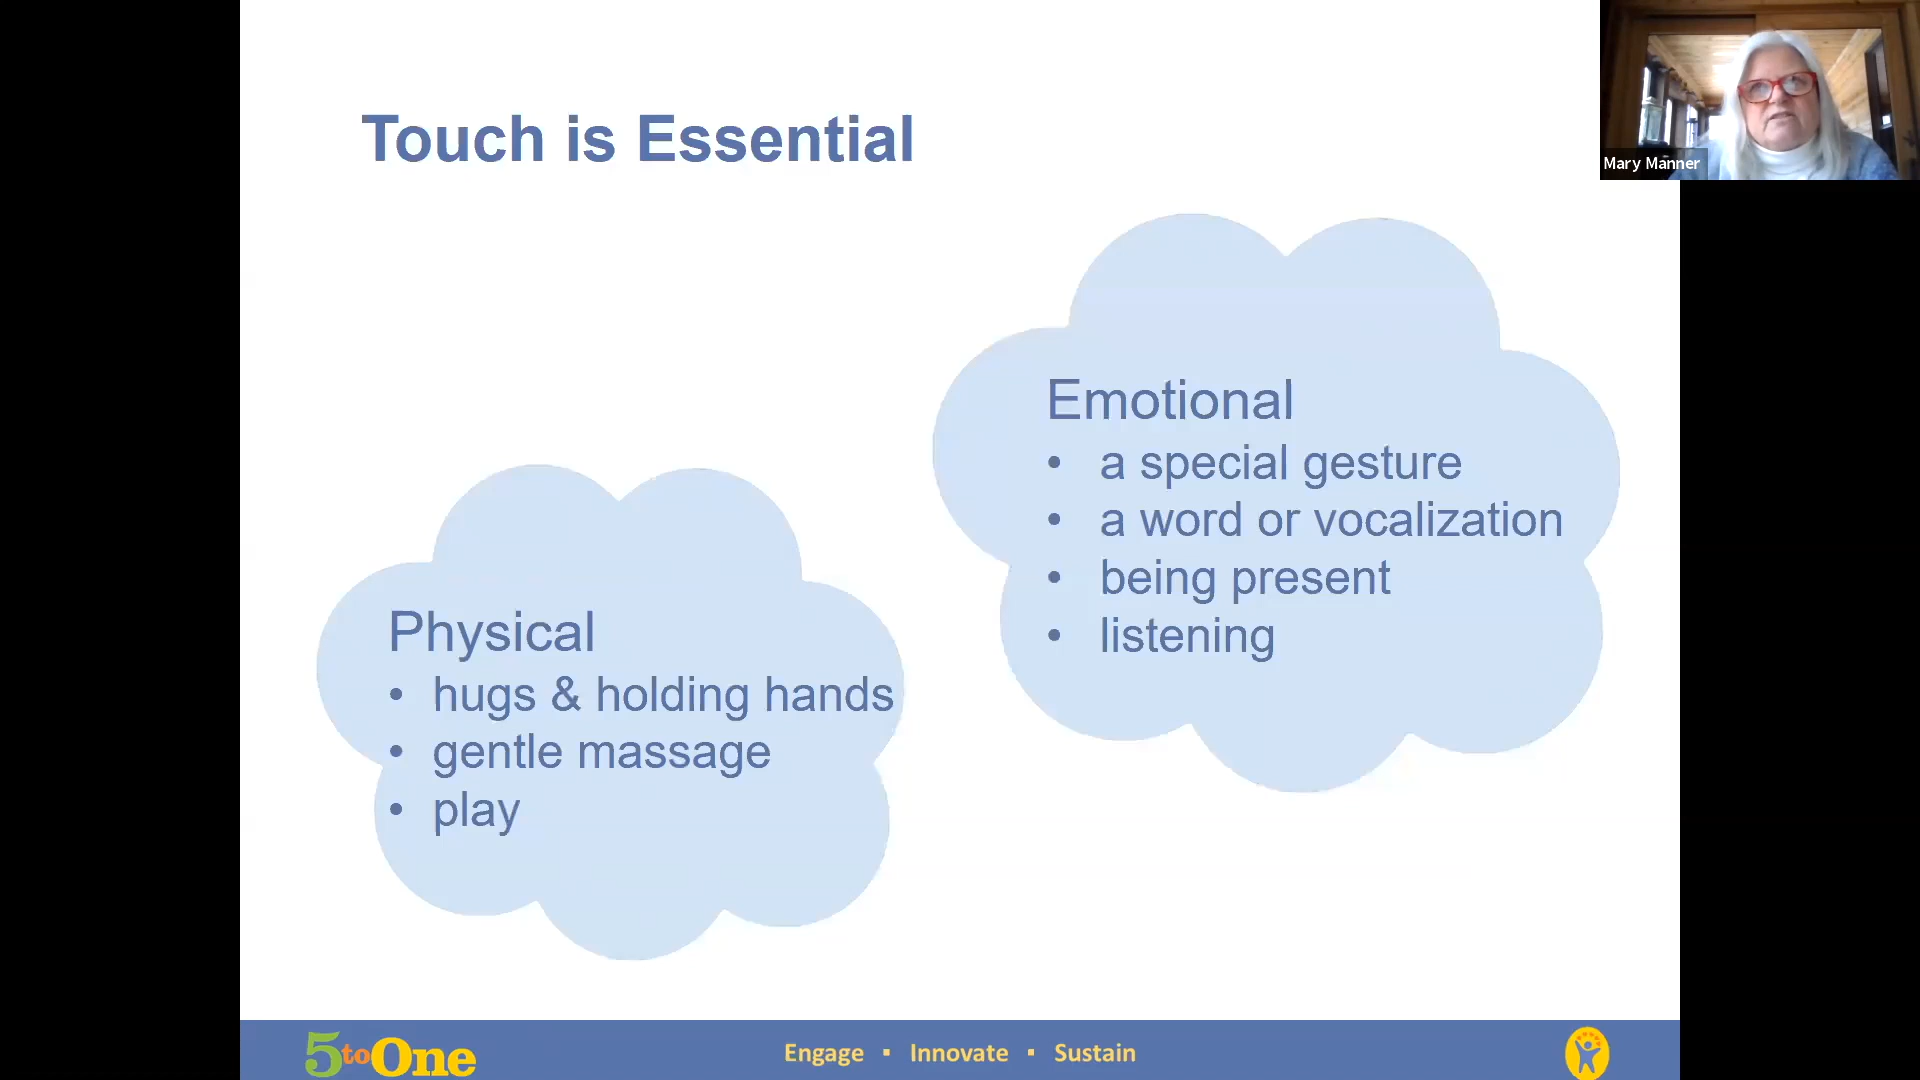 Touch is Essential
Mary Manner
Emotional
• a special gesture
• a word or vocalization
• being present
• listening
Physical
• hugs & holding hands
• gentle massage
• play
5toOne
Engage ▪ Innovate ▪ Sustain